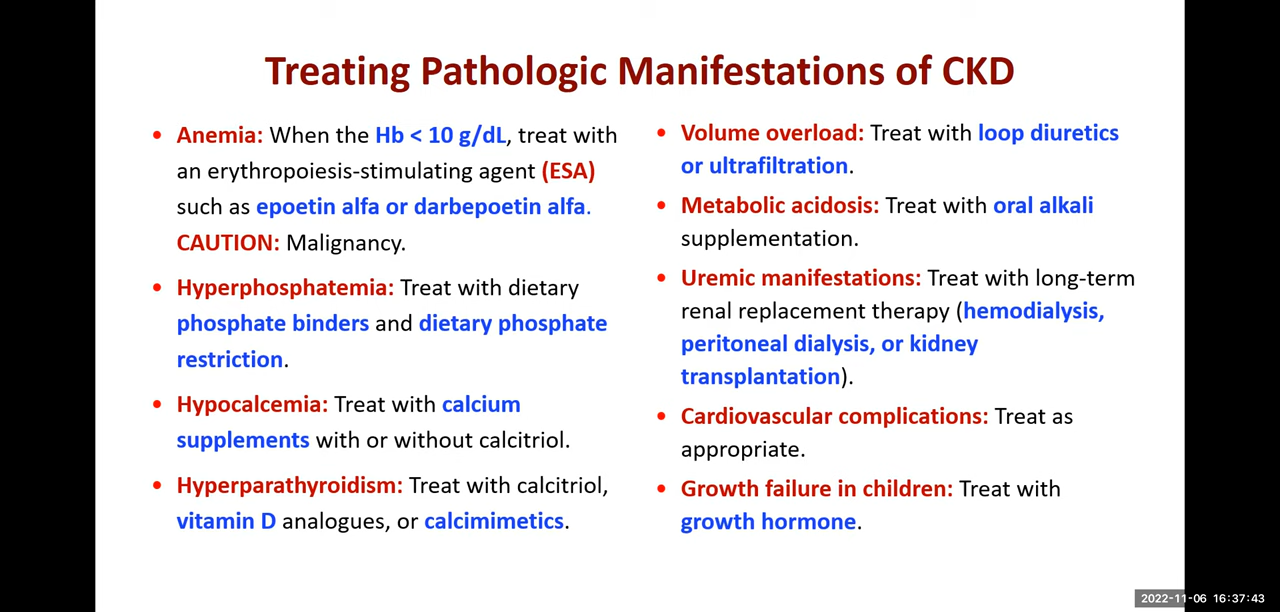 Treating Pathologic Manifestations of CKD
• Anemia: When the Hb < 10 g/dL, treat with
an erythropoiesis-stimulating agent (ESA)
such as epoetin alfa or darbepoetin alfa.
CAUTION: Malignancy.
• Hyperphosphatemia: Treat with dietary
phosphate binders and dietary phosphate
restriction.
• Hypocalcemia: Treat with calcium
supplements with or without calcitriol.
• Hyperparathyroidism: Treat with calcitriol,
vitamin D analogues, or calcimimetics.
• Volume overload: Treat with loop diuretics
or ultrafiltration.
• Metabolic acidosis: Treat with oral alkali
supplementation.
• Uremic manifestations: Treat with long-term
renal replacement therapy (hemodialysis,
peritoneal dialysis, or kidney
transplantation).
• Cardiovascular complications: Treat as
appropriate.
• Growth failure in children: Treat with
growth hormone.
2022-11-06 16:37:43